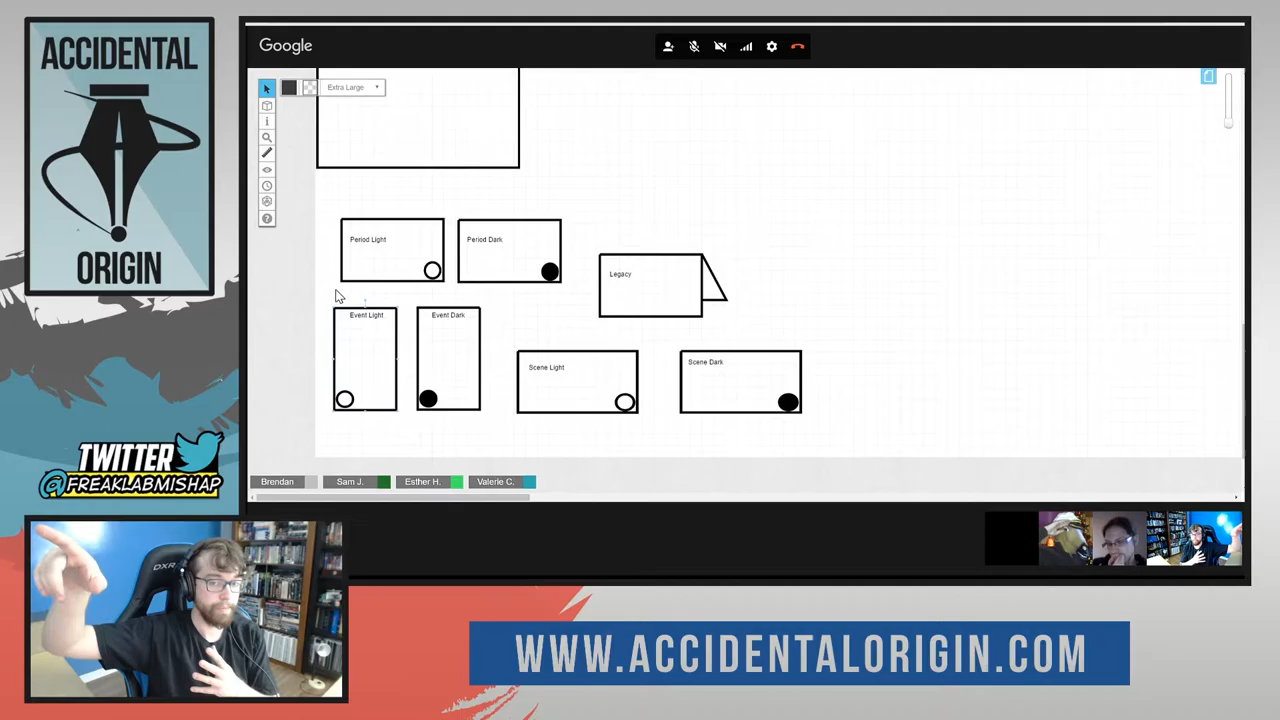 ACCIDENTAL
ORIGIN
Google
Extra Large
Period Light
Period Dark
Legacy
Event Light
Event Dark
Scene Light
Scene Dark
Brendan
Sam J.
Esther H.
Valerie C.
TWITTER
@FREAKLABMISHAP
DXR
WWW.ACCIDENTALORIGIN.COM